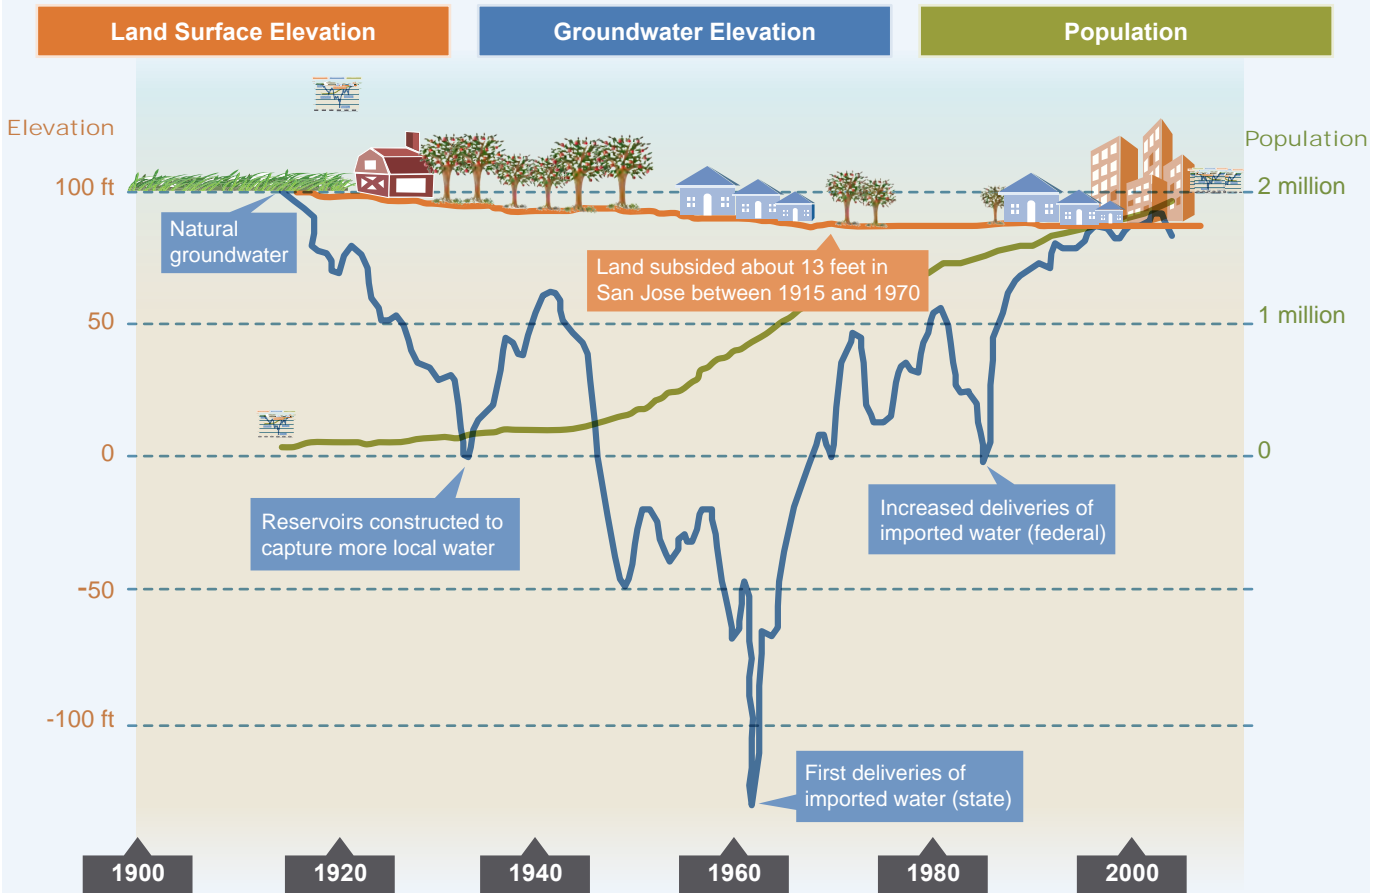 Land Surface Elevation
Groundwater Elevation
Population
Elevation
Population
100 ft
2 million
Natural
groundwater
Land subsided about 13 feet in
San Jose between 1915 and 1970
50
1 million
0
0
Reservoirs constructed to
capture more local water
Increased deliveries of
imported water (federal)
-50
-100 ft
First deliveries of
imported water (state)
1900
1920
1940
1960
1980
2000